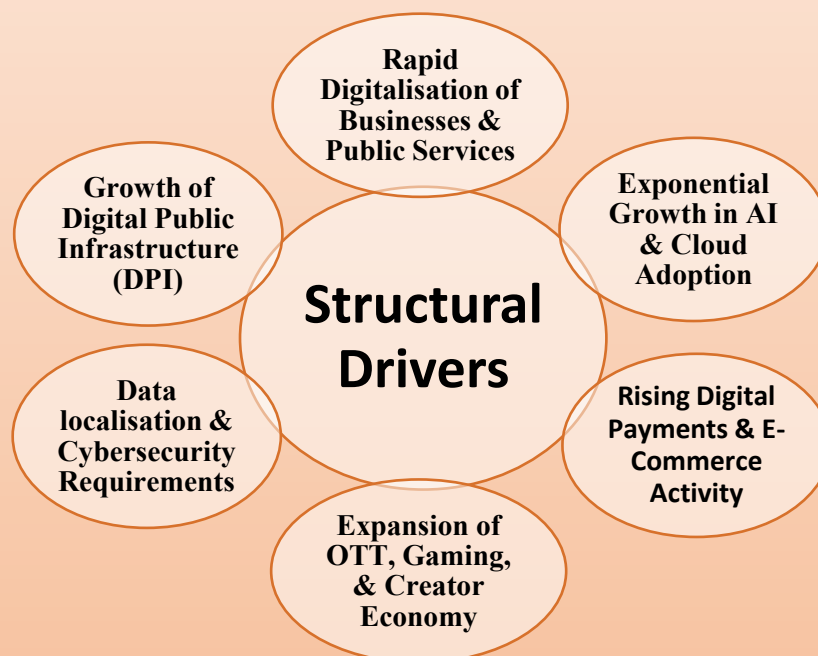 Rapid
Digitalisation of
Businesses &
Public Services
Exponential
Growth in AI
& Cloud
Adoption
Rising Digital
Payments & E-
Commerce
Activity
Expansion of
OTT, Gaming,
& Creator
Economy
Data
localisation &
Cybersecurity
Requirements
Growth of
Digital Public
Infrastructure
(DPI)
Structural
Drivers